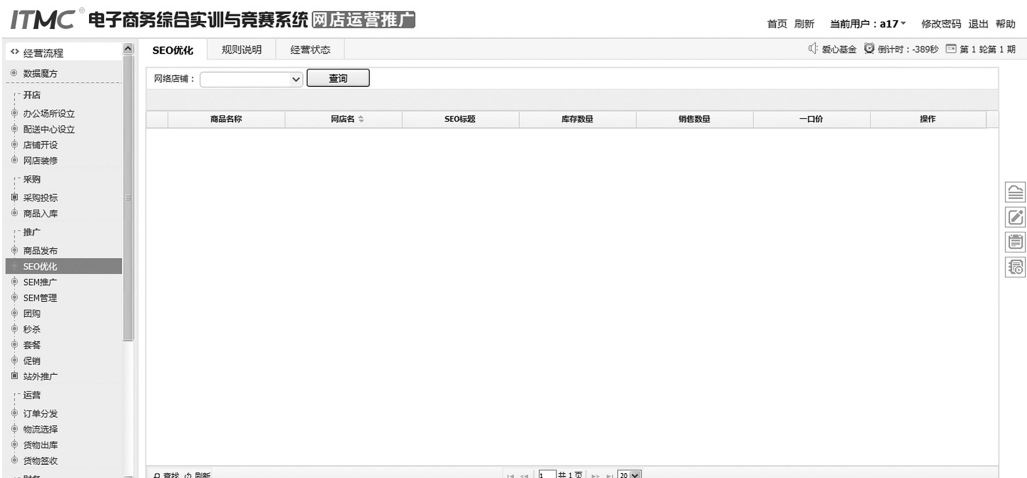 ITMC® 电子商务综合实训与竞赛系统 网店运营推广
首页 刷新 当前用户：a17 修改密码 退出 帮助
经营流程
数据魔方
开店
办公场所设立
配送中心设立
店铺开设
网店装修
采购
采购投标
商品入库
推广
商品发布
SEO优化
SEM推广
SEM管理
团购
秒杀
套餐
促销
站外推广
运营
订单分发
物流选择
货物出库
货物签收
SEO优化 规则说明 经营状态
爱心基金 倒计时：-389秒 第 1 轮第 1 期
网络店铺： 查询
商品名称 网店名 SEO标题 库存数量 销售数量 一口价 操作
查找 刷新 1 共 1 页 20